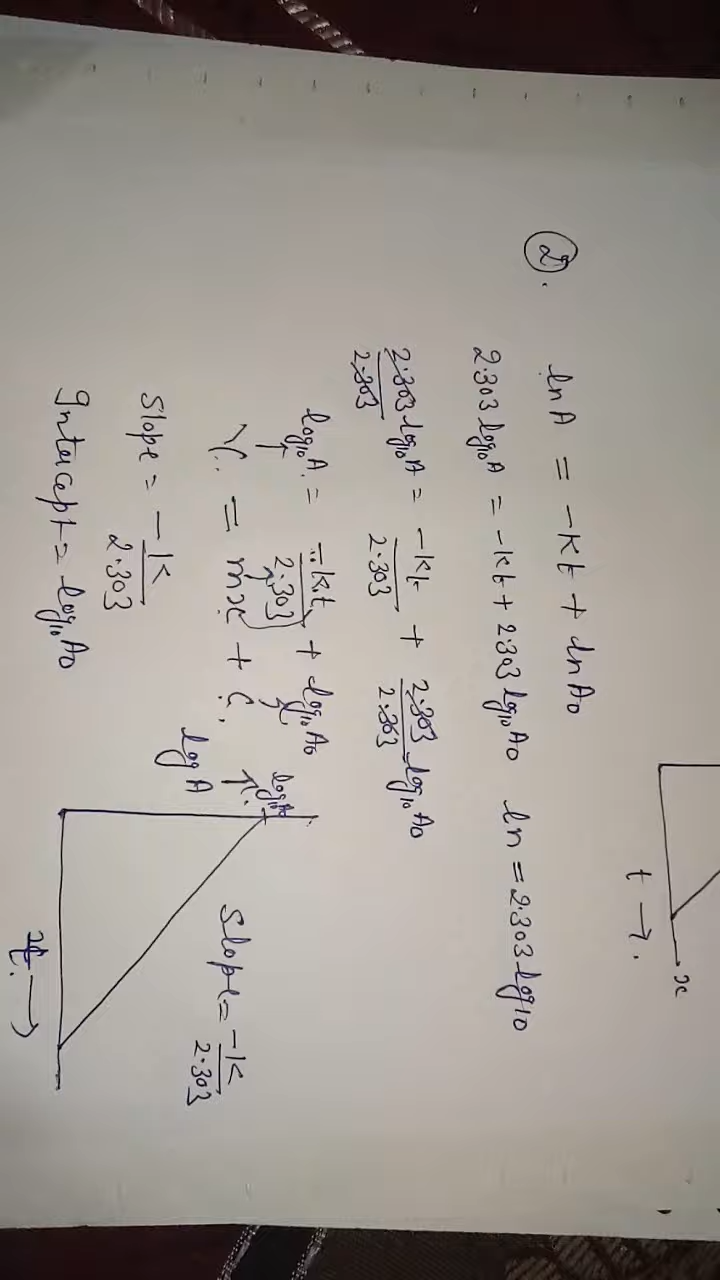 t →.
x
②.
ln A = -Kt + ln A0
2.303 log10 A = -Kt + 2.303 log10 A0 ln = 2.303 log10
2.303 log10 A / 2.303 = -Kt / 2.303 + 2.303 / 2.303 log10 A0
log10 A = -Kt / 2.303 + log10 A0
Y = mx + C.
Slope = -K / 2.303
Intercept = log10 A0
log A ↑
Slope = -K / 2.303
t. →